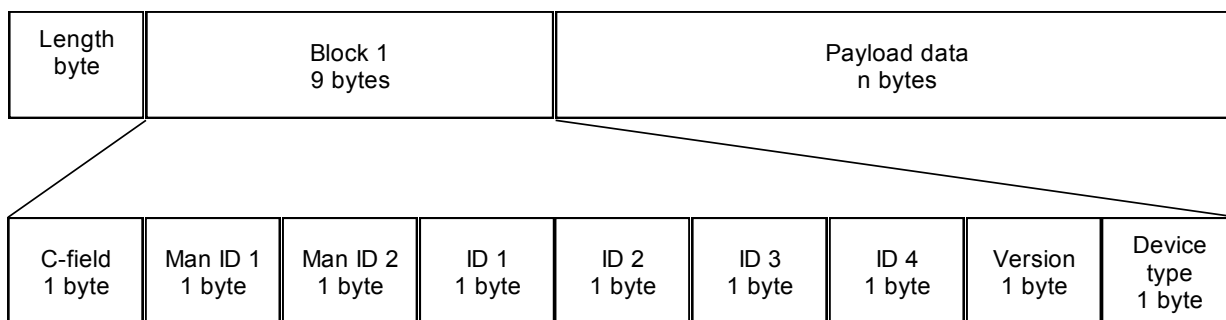 Length
byte
Block 1
9 bytes
Payload data
n bytes
C-field
1 byte
Man ID 1
1 byte
Man ID 2
1 byte
ID 1
1 byte
ID 2
1 byte
ID 3
1 byte
ID 4
1 byte
Version
1 byte
Device
type
1 byte